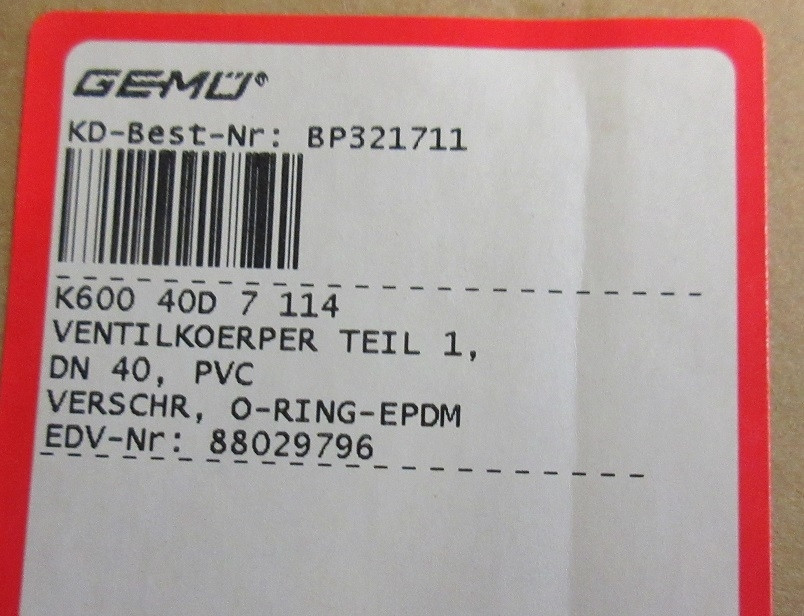 GEMÜ®
KD-Best-Nr: BP321711
K600 40D 7 114
VENTILKOERPER TEIL 1,
DN 40, PVC
VERSCHR, O-RING-EPDM
EDV-Nr: 88029796